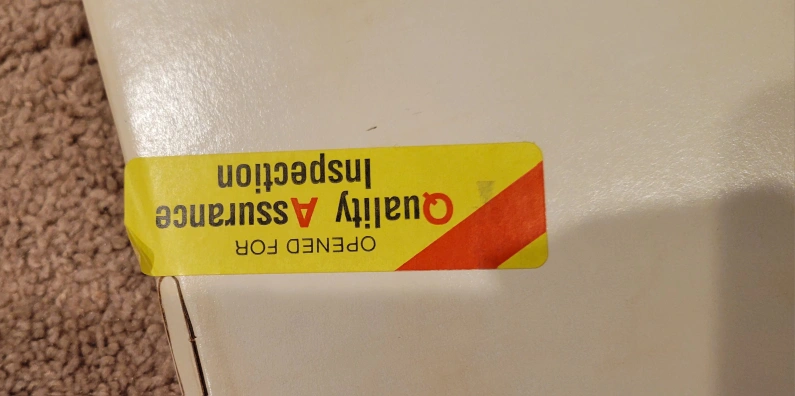 OPENED FOR
Quality Assurance
Inspection